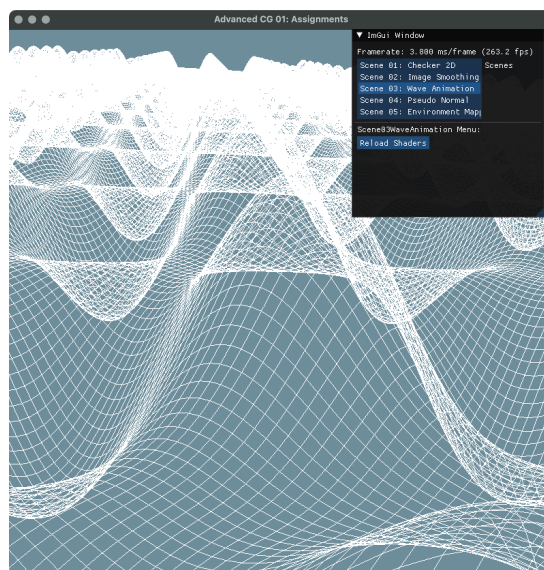 Advanced CG 01: Assignments
▼ ImGui Window
Framerate: 3.800 ms/frame (263.2 fps)
Scene 01: Checker 2D
Scenes
Scene 02: Image Smoothing
Scene 03: Wave Animation
Scene 04: Pseudo Normal
Scene 05: Environment Mapp
Scene03WaveAnimation Menu:
Reload Shaders